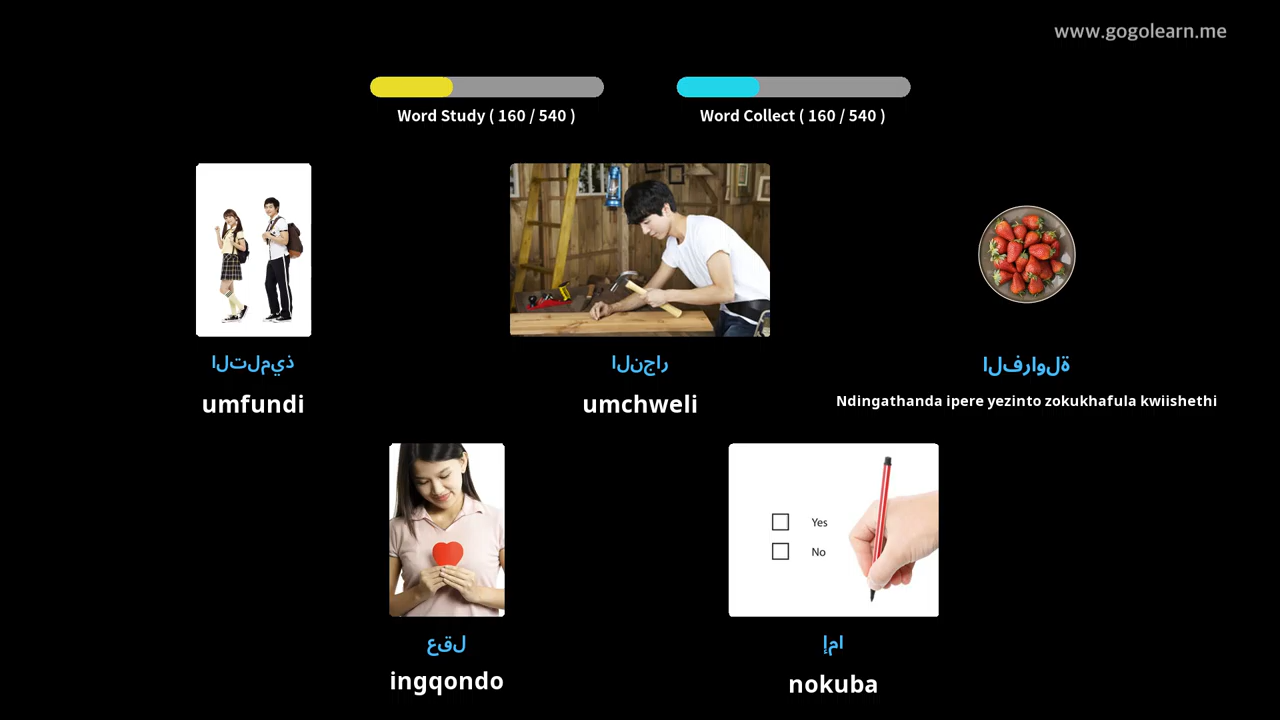 www.gogolearn.me
Word Study ( 160 / 540 )
Word Collect ( 160 / 540 )
التلميذ
umfundi
النجار
umchweli
الفراولة
Ndingathanda ipere yezinto zokukhafula kwiishethi
عقل
ingqondo
Yes
No
إما
nokuba